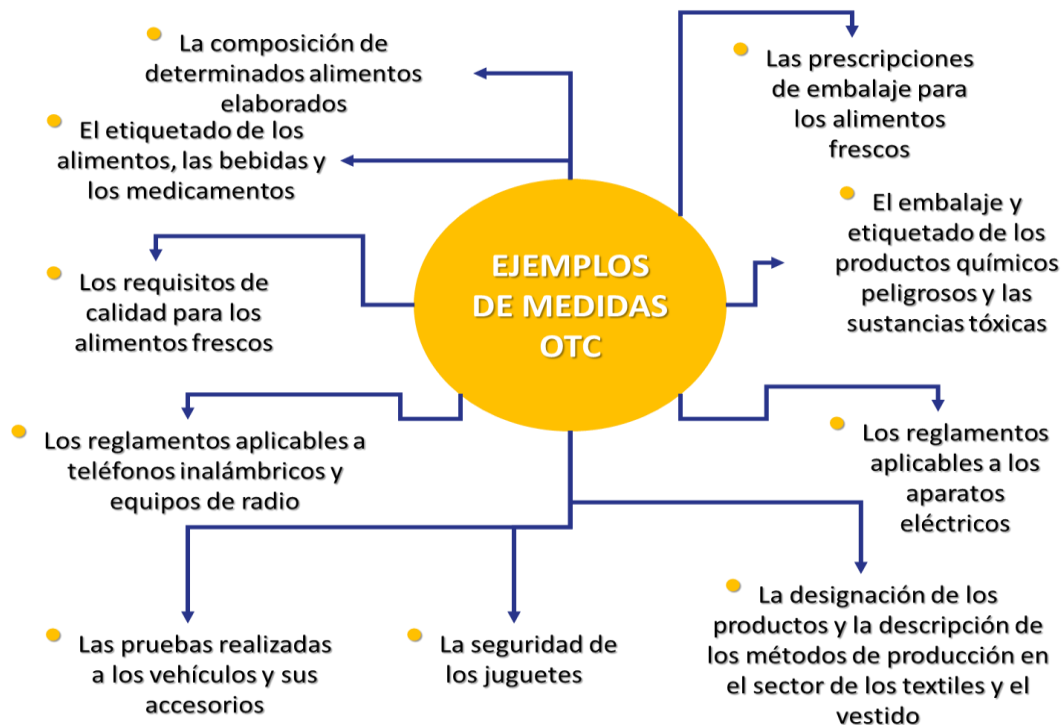 La composición de
determinados alimentos
elaborados
El etiquetado de los
alimentos, las bebidas y
los medicamentos
Los requisitos de
calidad para los
alimentos frescos
Los reglamentos aplicables a
teléfonos inalámbricos y
equipos de radio
Las pruebas realizadas
a los vehículos y sus
accesorios
EJEMPLOS
DE MEDIDAS
OTC
La seguridad de
los juguetes
Las prescripciones
de embalaje para
los alimentos
frescos
El embalaje y
etiquetado de los
productos químicos
peligrosos y las
sustancias tóxicas
Los reglamentos
aplicables a los
aparatos
eléctricos
La designación de los
productos y la descripción de
los métodos de producción en
el sector de los textiles y el
vestido